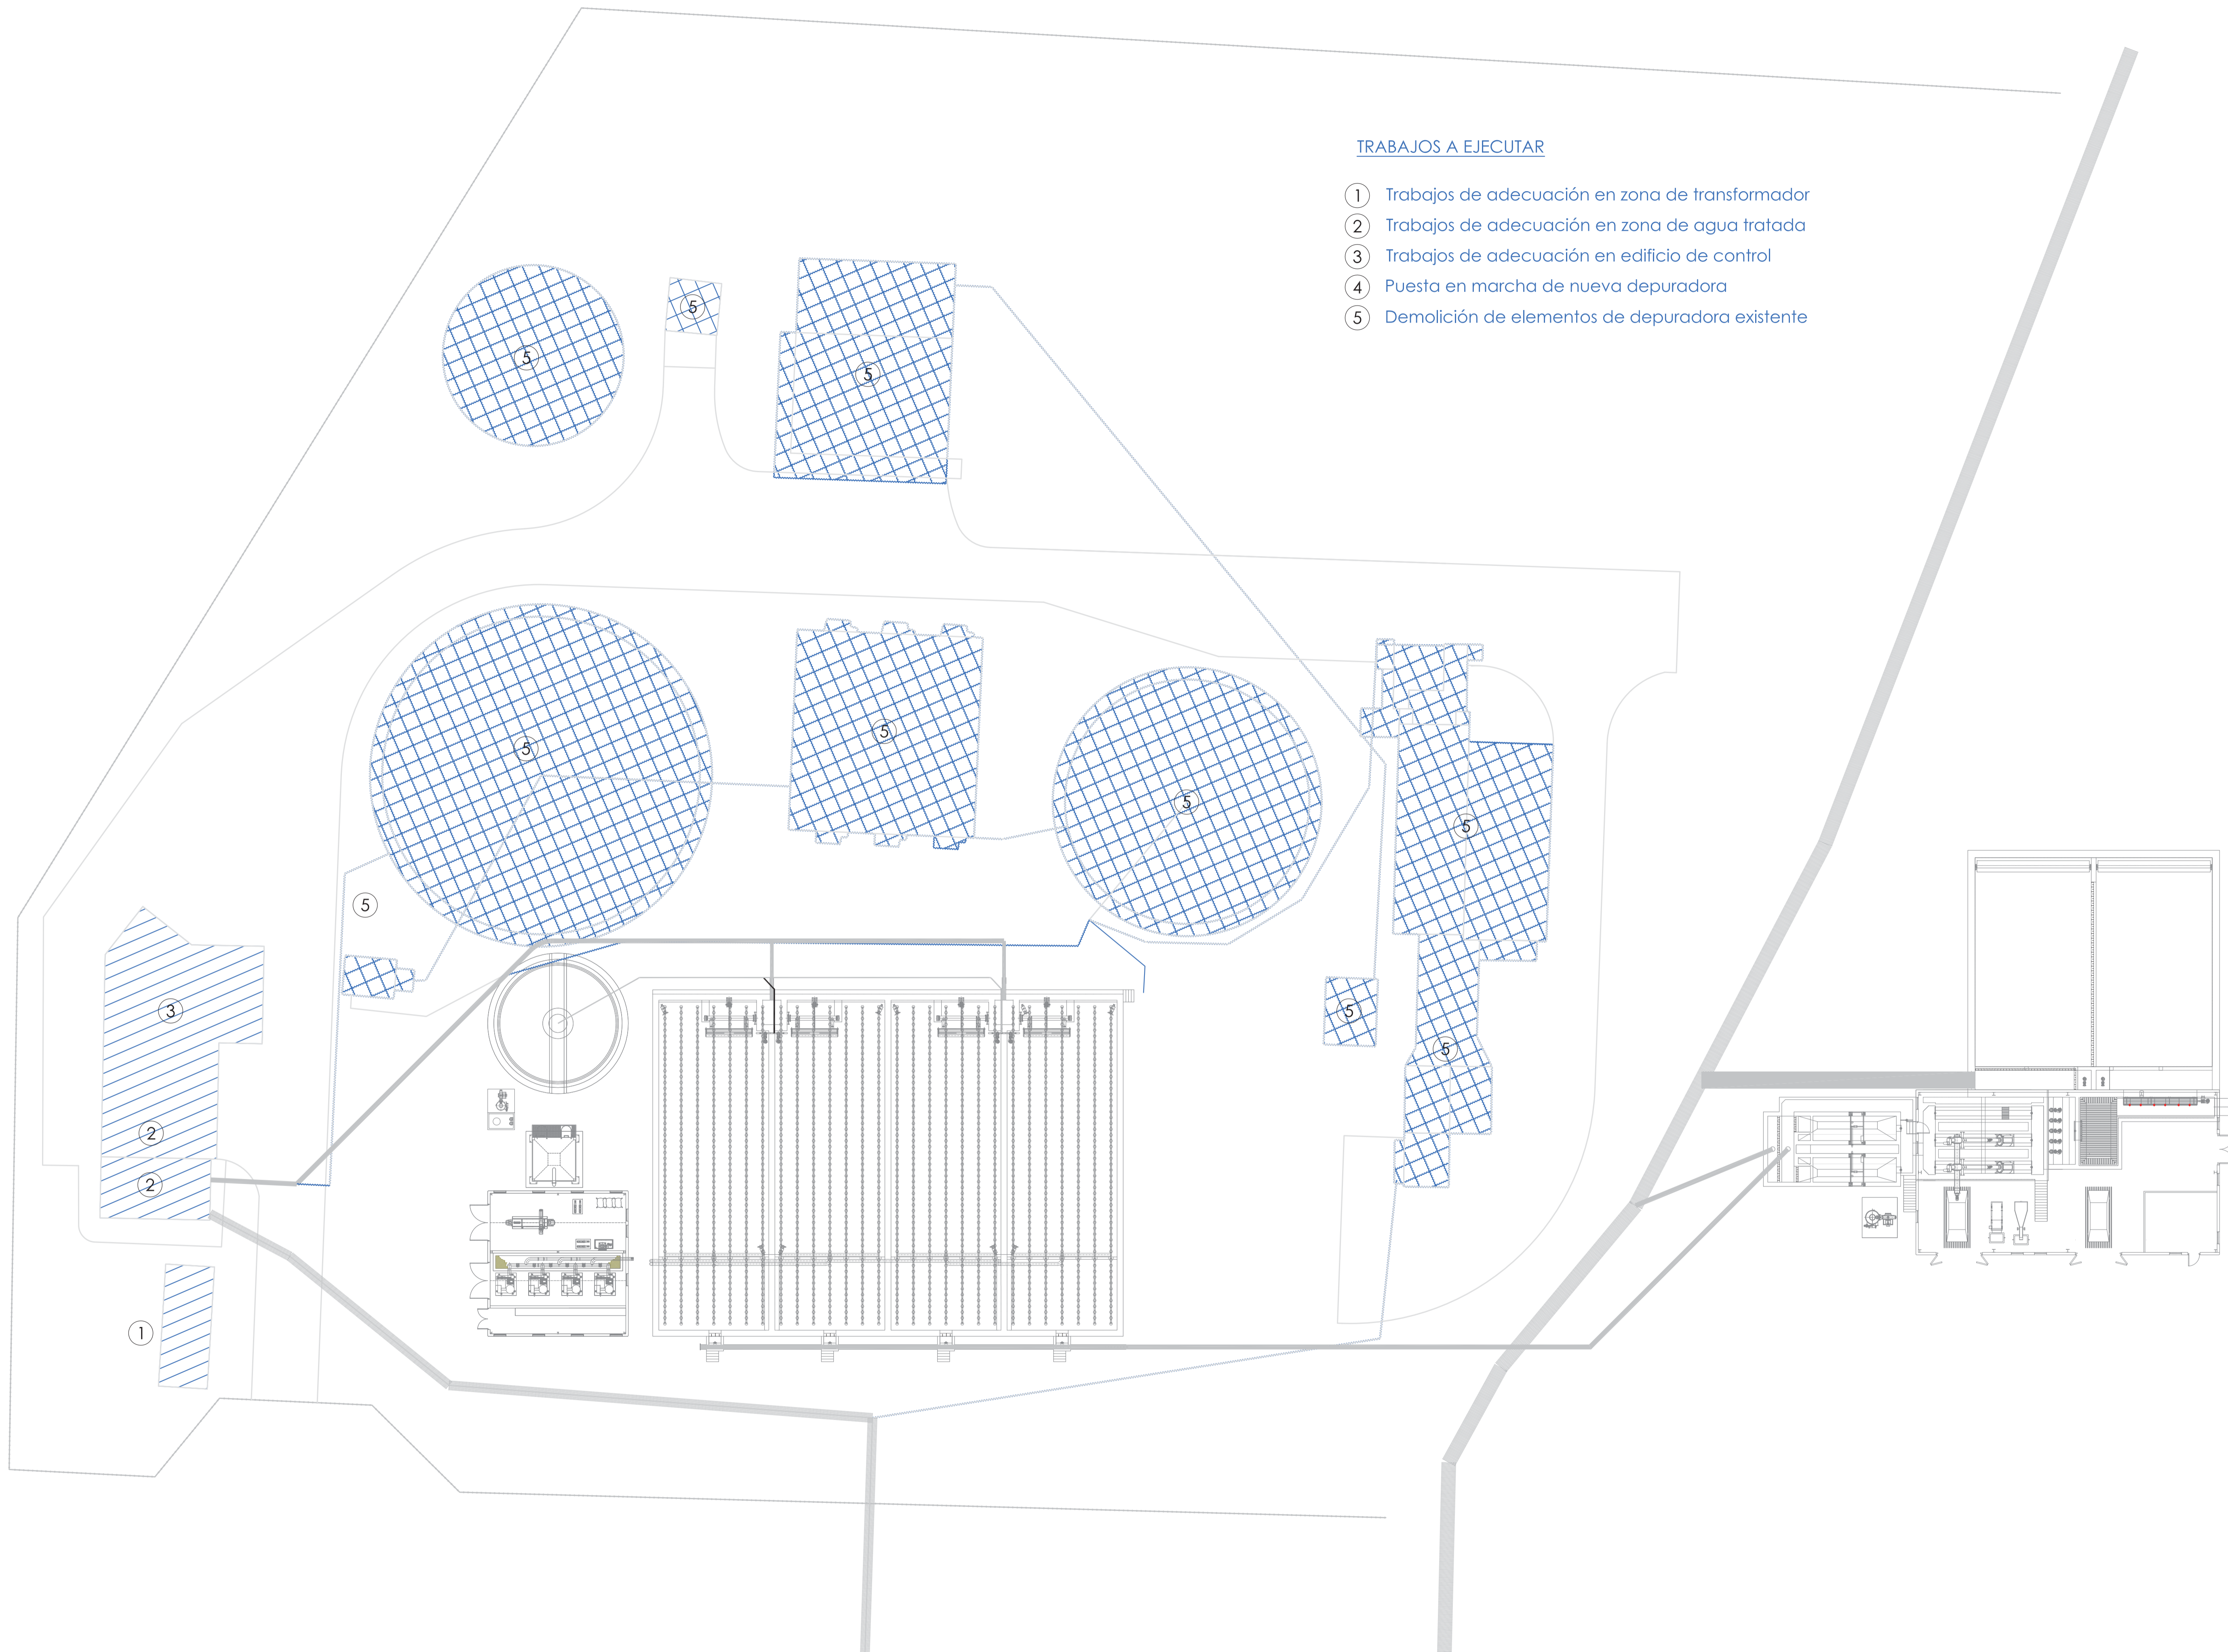 TRABAJOS A EJECUTAR
1 Trabajos de adecuación en zona de transformador
2 Trabajos de adecuación en zona de agua tratada
3 Trabajos de adecuación en edificio de control
4 Puesta en marcha de nueva depuradora
5 Demolición de elementos de depuradora existente
5
5
5
5
5
5
5
5
3
5
5
2
2
1